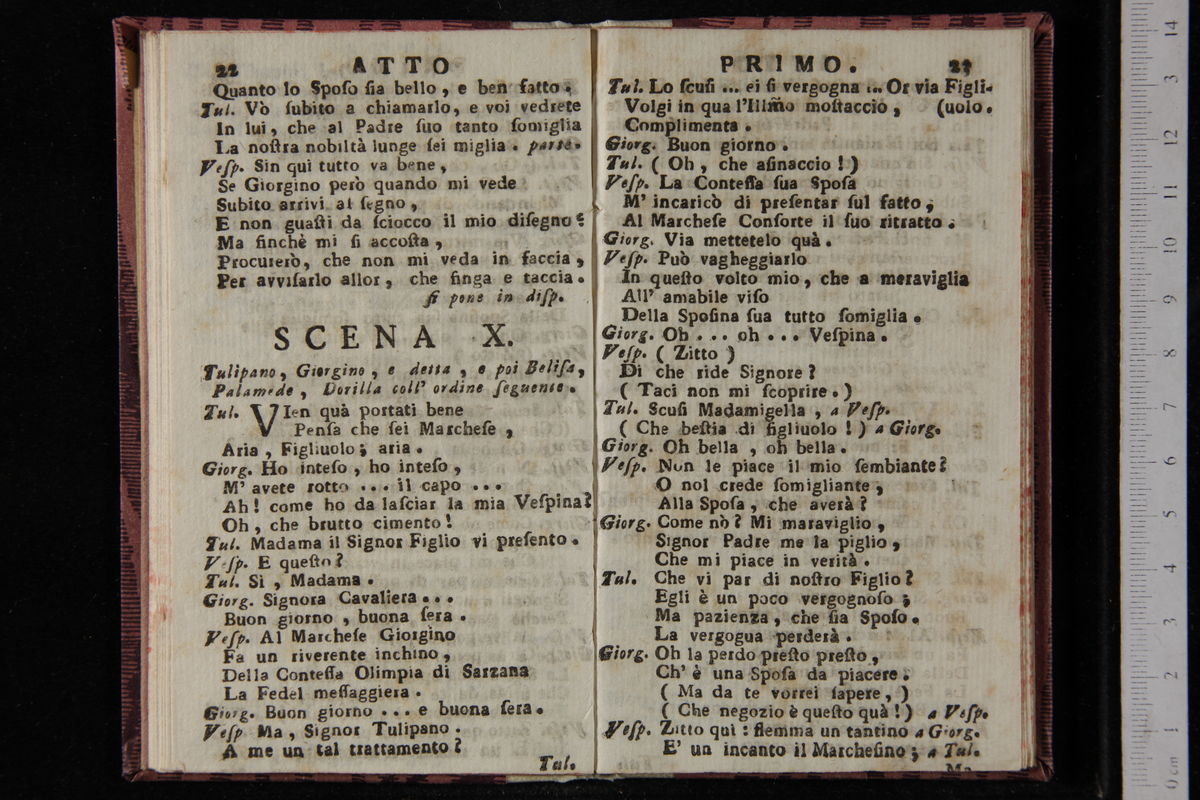 22 ATTO
Quanto lo Spoſo ſia bello, e ben fatto.
Tul. Vò ſubito a chiamarlo, e voi vedrete
In lui, che al Padre ſuo tanto ſomiglia
La noſtra nobiltà lunge ſei miglia. parte.
Veſp. Sin quì tutto va bene,
Se Giorgino però quando mi vede
Subito arrivi al ſegno,
E non guaſti da ſciocco il mio diſegno:
Ma finchè mi ſi accoſta,
Procurerò, che non mi veda in faccia,
Per avviſarlo allor, che finga e taccia.
ſi pone in diſp.
SCENA X.
Tulipano, Giorgino, e detta, e poi Beliſa,
Palamede, Dorilla coll' ordine ſeguente.
Tul. VIen quà portati bene
Penſa che ſei Marcheſe,
Aria, Figliuolo; aria.
Giorg. Ho inteſo, ho inteſo,
M' avete rotto ... il capo ...
Ah! come ho da laſciar la mia Veſpina?
Oh, che brutto cimento!
Tul. Madama il Signor Figlio vi preſento.
Veſp. E queſto?
Tul. Sì, Madama.
Giorg. Signora Cavaliera...
Buon giorno, buona ſera.
Veſp. Al Marcheſe Giorgino
Fa un riverente inchino,
Della Conteſſa Olimpia di Sarzana
La Fedel meſſaggiera.
Giorg. Buon giorno ... e buona ſera.
Veſp Ma, Signor Tulipano.
A me un tal trattamento?
Tul.
PRIMO. 23
Tul. Lo ſcuſi ... ei ſi vergogna ... Or via Figli-
Volgi in qua l'Illm̃o moſtaccio, (uolo.
Complimenta.
Giorg. Buon giorno.
Tul. (Oh, che aſinaccio!)
Veſp. La Conteſſa ſua Spoſa
M' incaricò di preſentar ſul fatto,
Al Marcheſe Conſorte il ſuo ritratto.
Giorg. Via mettetelo quà.
Veſp. Può vagheggiarlo
In queſto volto mio, che a meraviglia
All' amabile viſo
Della Spoſina ſua tutto ſomiglia.
Giorg. Oh ... oh ... Veſpina.
Veſp. (Zitto)
Di che ride Signore?
(Taci non mi ſcoprire.)
Tul. Scuſi Madamigella, a Veſp.
(Che beſtia di figliuolo!) a Giorg.
Giorg. Oh bella, oh bella.
Veſp. Non le piace il mio ſembiante?
O nol crede ſomigliante,
Alla Spoſa, che averà?
Giorg. Come nò? Mi maraviglio,
Signor Padre me la piglio,
Che mi piace in verità.
Tul. Che vi par di noſtro Figlio?
Egli è un poco vergognoſo;
Ma pazienza, che ſia Spoſo.
La vergogua perderà.
Giorg. Oh la perdo preſto preſto,
Ch' è una Spoſa da piacere.
(Ma da te vorrei ſapere,)
(Che negozio è queſto quà!) a Veſp.
Veſp. Zitto quì: flemma un tantino a Giorg.
E' un incanto il Marcheſino; a Tul.
Ma